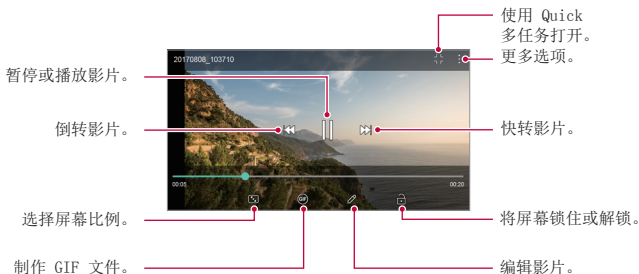 使用 Quick
多任务打开。
更多选项。
20170808_103710
暂停或播放影片。
倒转影片。
快转影片。
00:05
00:20
GIF
选择屏幕比例。
将屏幕锁住或解锁。
制作 GIF 文件。
编辑影片。